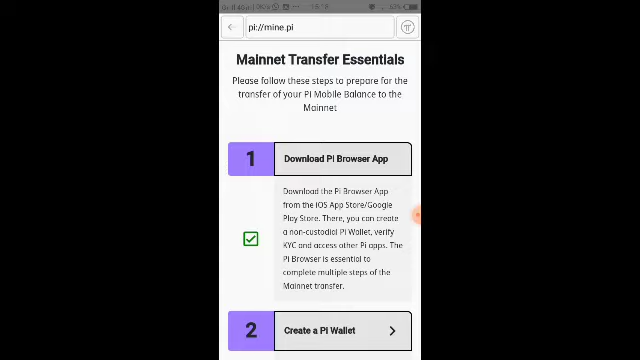 pi://mine.pi
Mainnet Transfer Essentials
Please follow these steps to prepare for the
transfer of your Pi Mobile Balance to the
Mainnet
1
Download Pi Browser App
Download the Pi Browser App
from the iOS App Store/Google
Play Store. There, you can create
a non-custodial Pi Wallet, verify
KYC and access other Pi apps. The
Pi Browser is essential to
complete multiple steps of the
Mainnet transfer.
2
Create a Pi Wallet